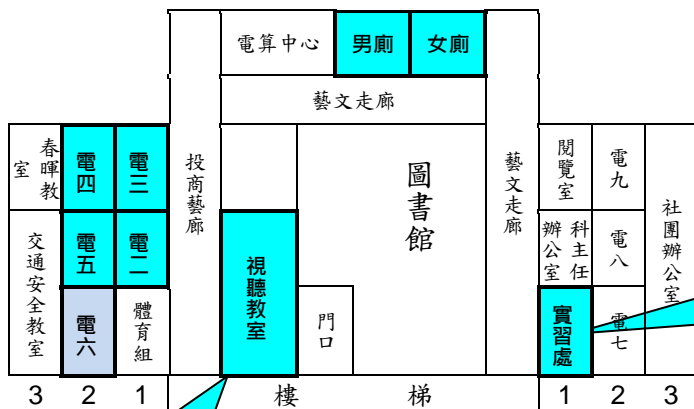 電算中心
男廁
女廁
藝文走廊
春暉教室
電四
電三
投商藝廊
圖書館
藝文走廊
閱覽室
電九
社團辦公室
交通安全教室
電五
電二
視聽教室
科主任辦公室
電八
電六
體育組
門口
實習處
電七
3
2
1
樓
梯
1
2
3